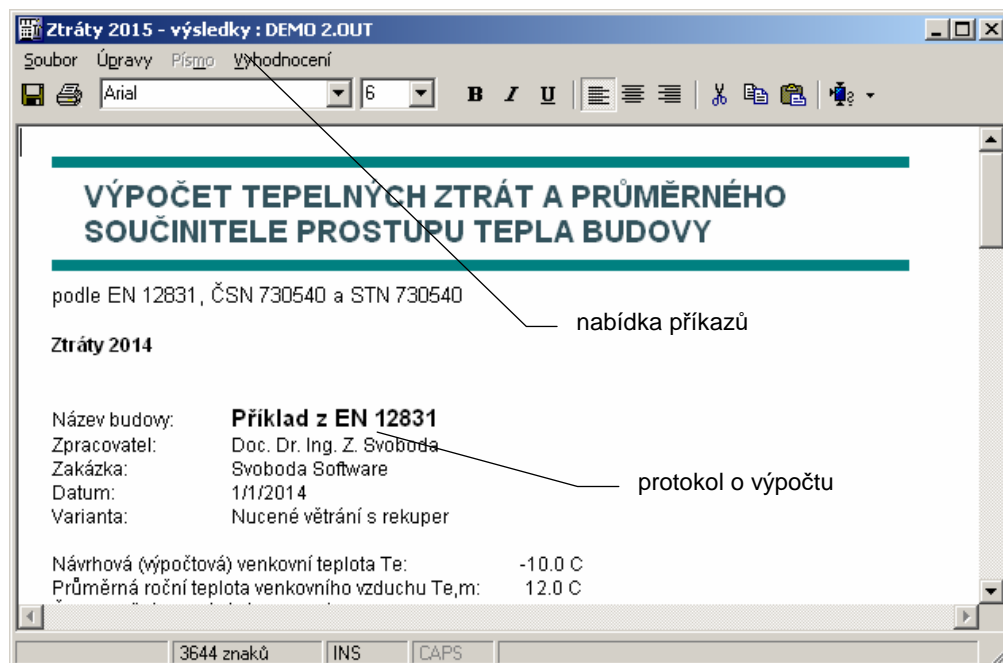 Ztráty 2015 - výsledky : DEMO 2.OUT
Soubor Úpravy Písmo Vyhodnocení
Arial 6 B I U
VÝPOČET TEPELNÝCH ZTRÁT A PRŮMĚRNÉHO
SOUČINITELE PROSTUPU TEPLA BUDOVY
podle EN 12831, ČSN 730540 a STN 730540
nabídka příkazů
Ztráty 2014
Název budovy: Příklad z EN 12831
Zpracovatel: Doc. Dr. Ing. Z. Svoboda
Zakázka: Svoboda Software
protokol o výpočtu
Datum: 1/1/2014
Varianta: Nucené větrání s rekuper
Návrhová (výpočtová) venkovní teplota Te: -10.0 C
Průměrná roční teplota venkovního vzduchu Te,m: 12.0 C
3644 znaků INS CAPS